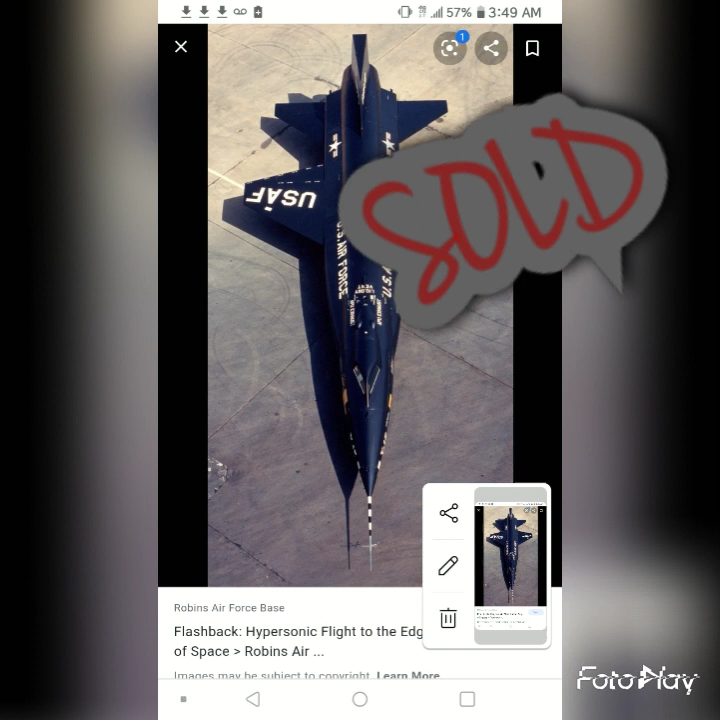 57% 3:49 AM
1
SOLD
USAF
U.S. AIR FORCE
U.S.
Robins Air Force Base
Flashback: Hypersonic Flight to the Edg
of Space > Robins Air ...
Images may be subject to copyright. Learn More
FotoPlay